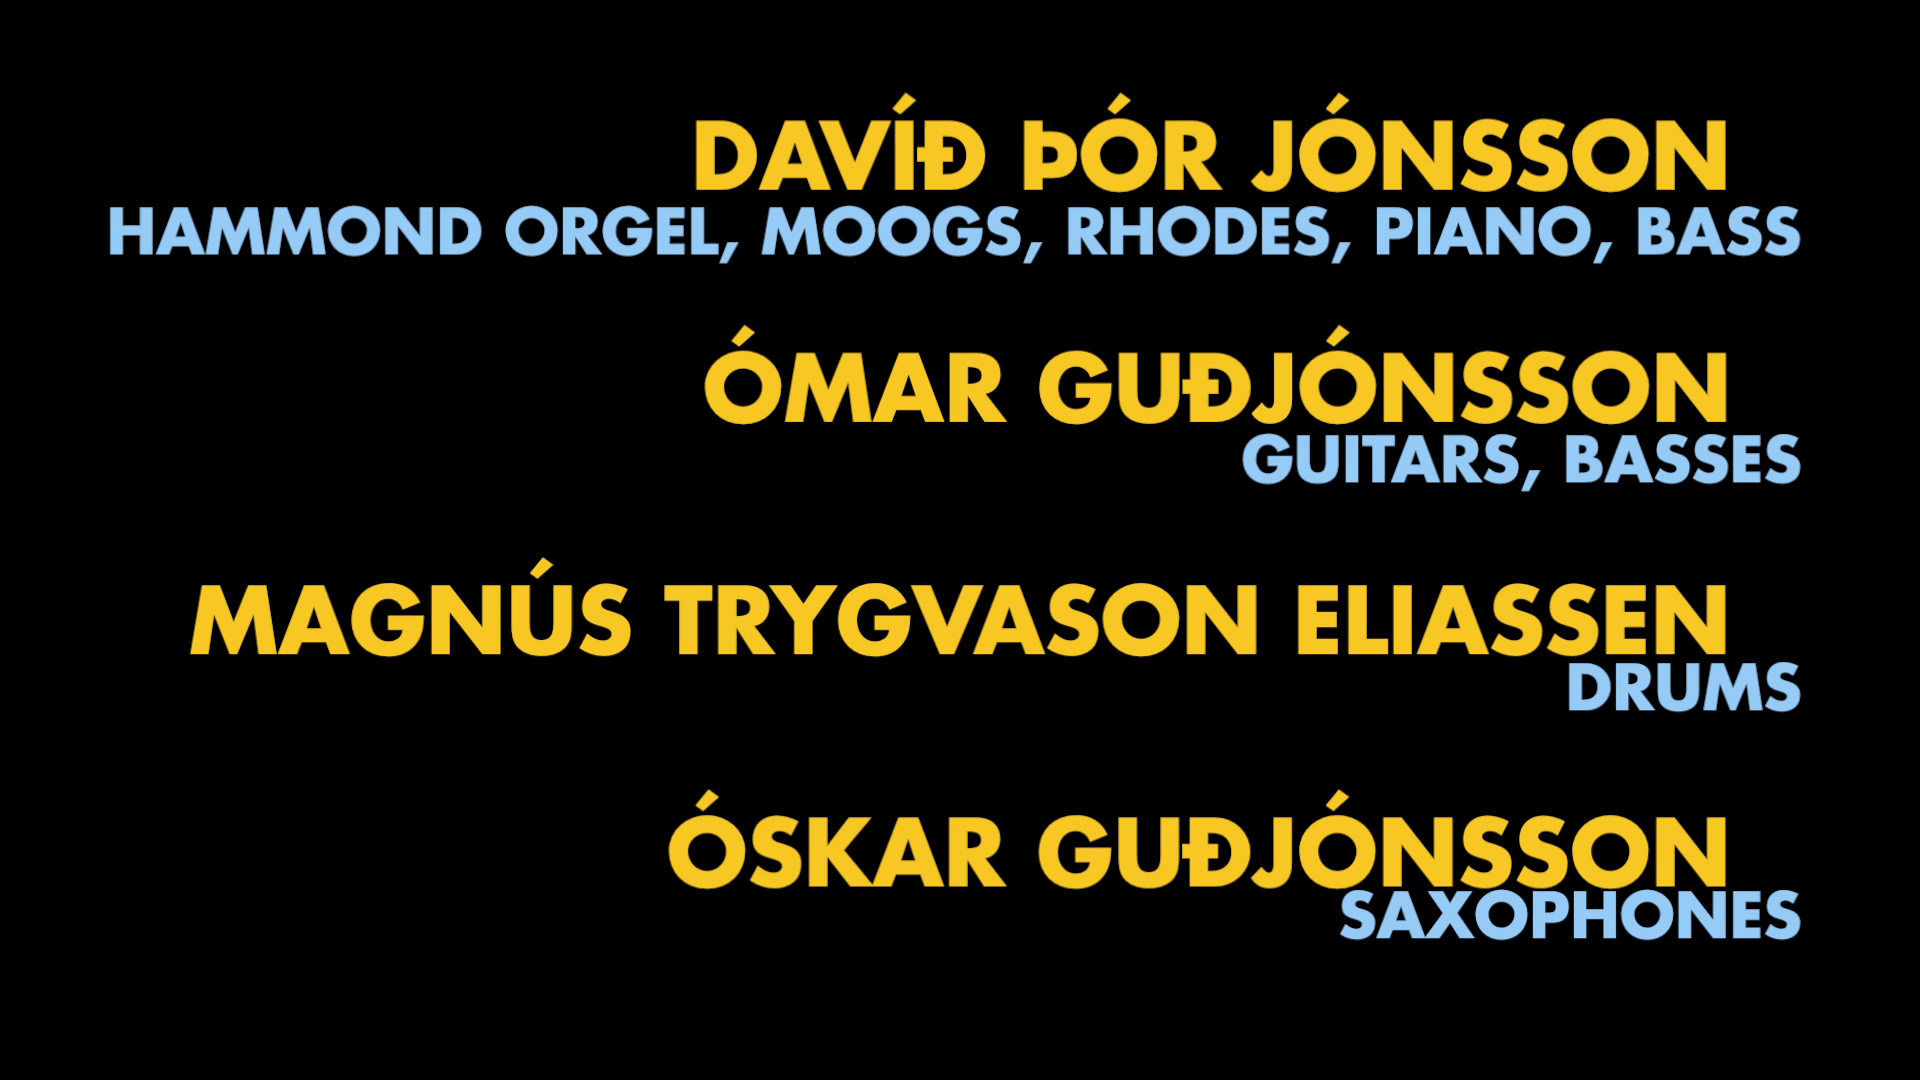 DAVÍÐ ÞÓR JÓNSSON
HAMMOND ORGEL, MOOGS, RHODES, PIANO, BASS
ÓMAR GUÐJÓNSSON
GUITARS, BASSES
MAGNÚS TRYGVASON ELIASSEN
DRUMS
ÓSKAR GUÐJÓNSSON
SAXOPHONES